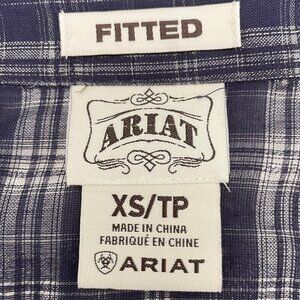 FITTED
ARIAT
XS/TP
MADE IN CHINA
FABRIQUÉ EN CHINE
ARIAT